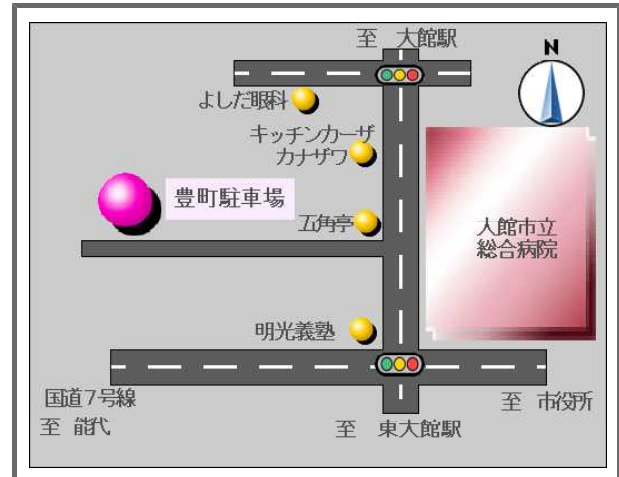 至 大館駅
N
よしだ眼科
キッチンカーザ
カナザワ
豊町駐車場
五角亭
大館市立
総合病院
明光義塾
国道7号線
至 能代
至 市役所
至 東大館駅